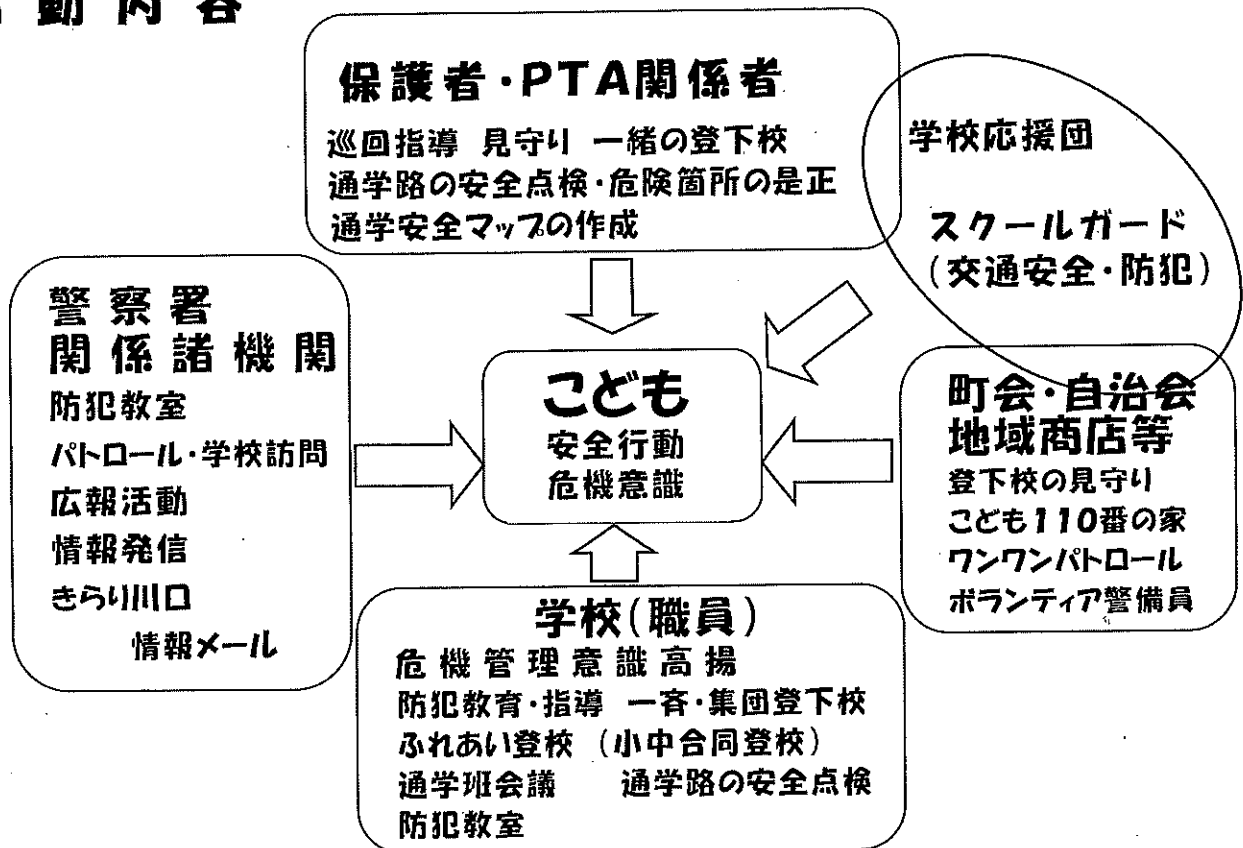 動内容
保護者・PTA関係者
巡回指導 見守り 一緒の登下校
通学路の安全点検・危険箇所の是正
通学安全マップの作成
学校応援団
スクールガード
(交通安全・防犯)
警察署
関係諸機関
防犯教室
パトロール・学校訪問
広報活動
情報発信
きらり川口
情報メール
こども
安全行動
危機意識
町会・自治会
地域商店等
登下校の見守り
こども110番の家
ワンワンパトロール
ボランティア警備員
学校(職員)
危機管理意識高揚
防犯教育・指導 一斉・集団登下校
ふれあい登校 (小中合同登校)
通学班会議 通学路の安全点検
防犯教室